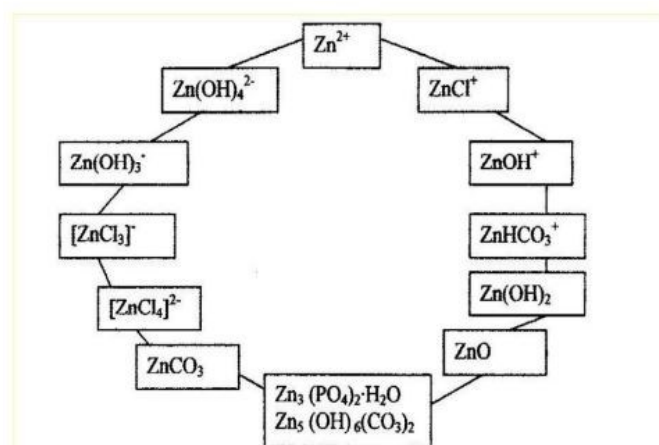 Zn²⁺
Zn(OH)₄²⁻
ZnCl⁺
Zn(OH)₃⁻
ZnOH⁺
[ZnCl₃]⁻
ZnHCO₃⁺
[ZnCl₄]²⁻
Zn(OH)₂
ZnCO₃
ZnO
Zn₃ (PO₄)₂·H₂O
Zn₅ (OH)₆(CO₃)₂